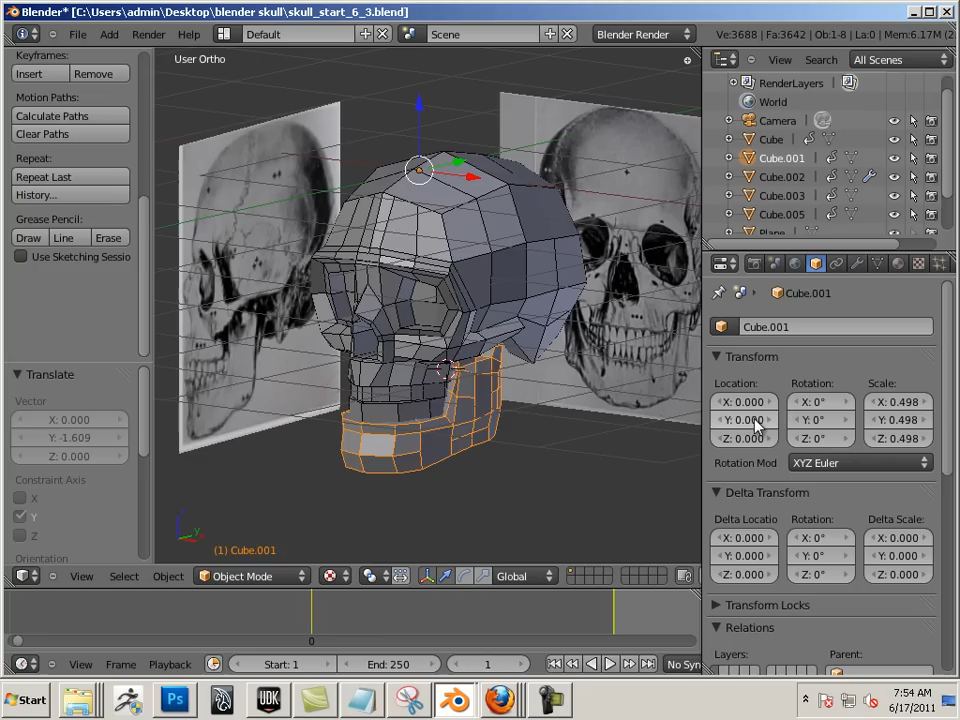 Blender* [C:\Users\admin\Desktop\blender skull\skull_start_6_3.blend]
File Add Render Help Default Scene Blender Render Ve:3688 | Fa:3642 | Ob:1-8 | La:0 | Mem:6.17M (2
Keyframes:
Insert Remove
Motion Paths:
Calculate Paths
Clear Paths
Repeat:
Repeat Last
History...
Grease Pencil:
Draw Line Erase
Use Sketching Sessio
Translate
Vector
X: 0.000
Y: -1.609
Z: 0.000
Constraint Axis
X
Y
Z
Orientation
User Ortho
(1) Cube.001
View Select Object Object Mode Global
0
View Frame Playback Start: 1 End: 250 1 No Syn
View Search All Scenes
RenderLayers
World
Camera
Cube
Cube.001
Cube.002
Cube.003
Cube.005
Plane
Cube.001
Cube.001
Transform
Location: Rotation: Scale:
X: 0.000 X: 0° X: 0.498
Y: 0.000 Y: 0° Y: 0.498
Z: 0.000 Z: 0° Z: 0.498
Rotation Mod XYZ Euler
Delta Transform
Delta Locatio Rotation: Delta Scale:
X: 0.000 X: 0° X: 0.000
Y: 0.000 Y: 0° Y: 0.000
Z: 0.000 Z: 0° Z: 0.000
Transform Locks
Relations
Layers: Parent:
Start Ps UDK 7:54 AM
6/17/2011